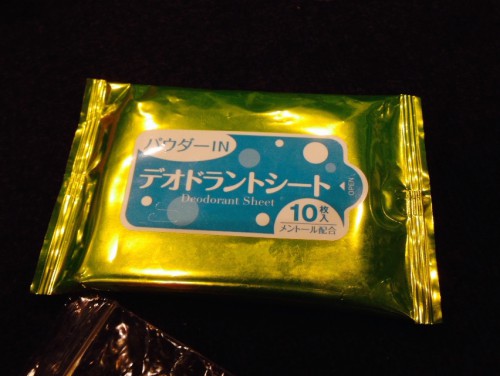 パウダーIN
デオドラントシート
Deodorant Sheet
OPEN
10枚入
メントール配合